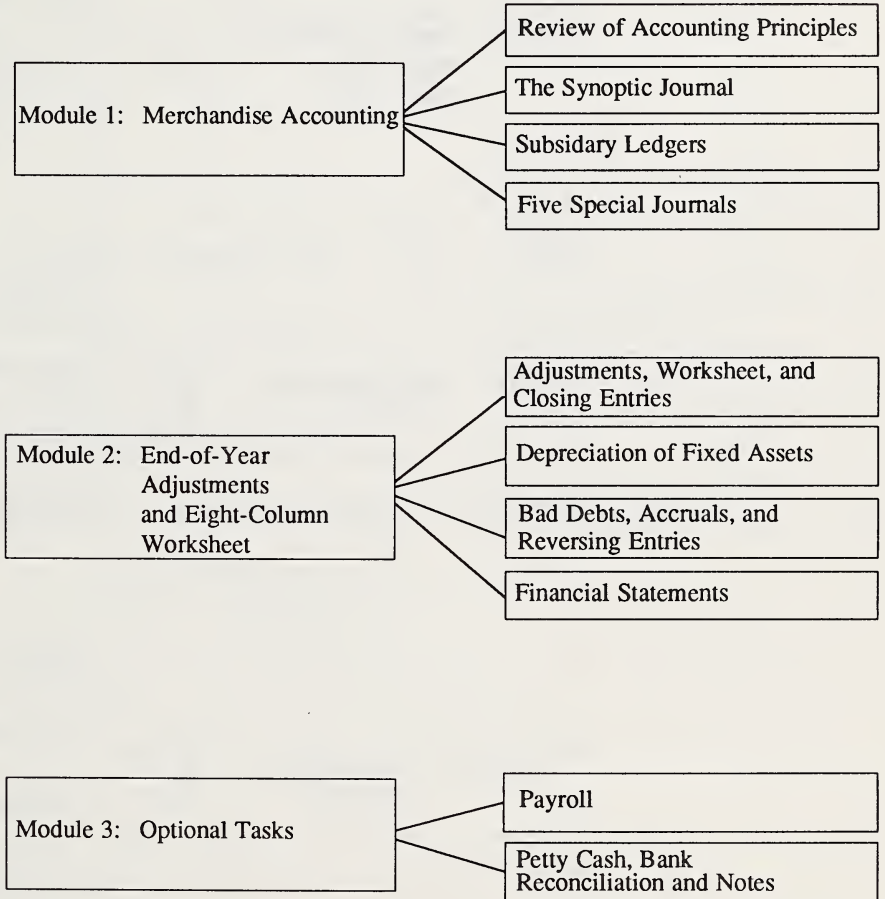 Module 1: Merchandise Accounting
Review of Accounting Principles
The Synoptic Journal
Subsidary Ledgers
Five Special Journals
Module 2: End-of-Year
Adjustments
and Eight-Column
Worksheet
Adjustments, Worksheet, and
Closing Entries
Depreciation of Fixed Assets
Bad Debts, Accruals, and
Reversing Entries
Financial Statements
Module 3: Optional Tasks
Payroll
Petty Cash, Bank
Reconciliation and Notes